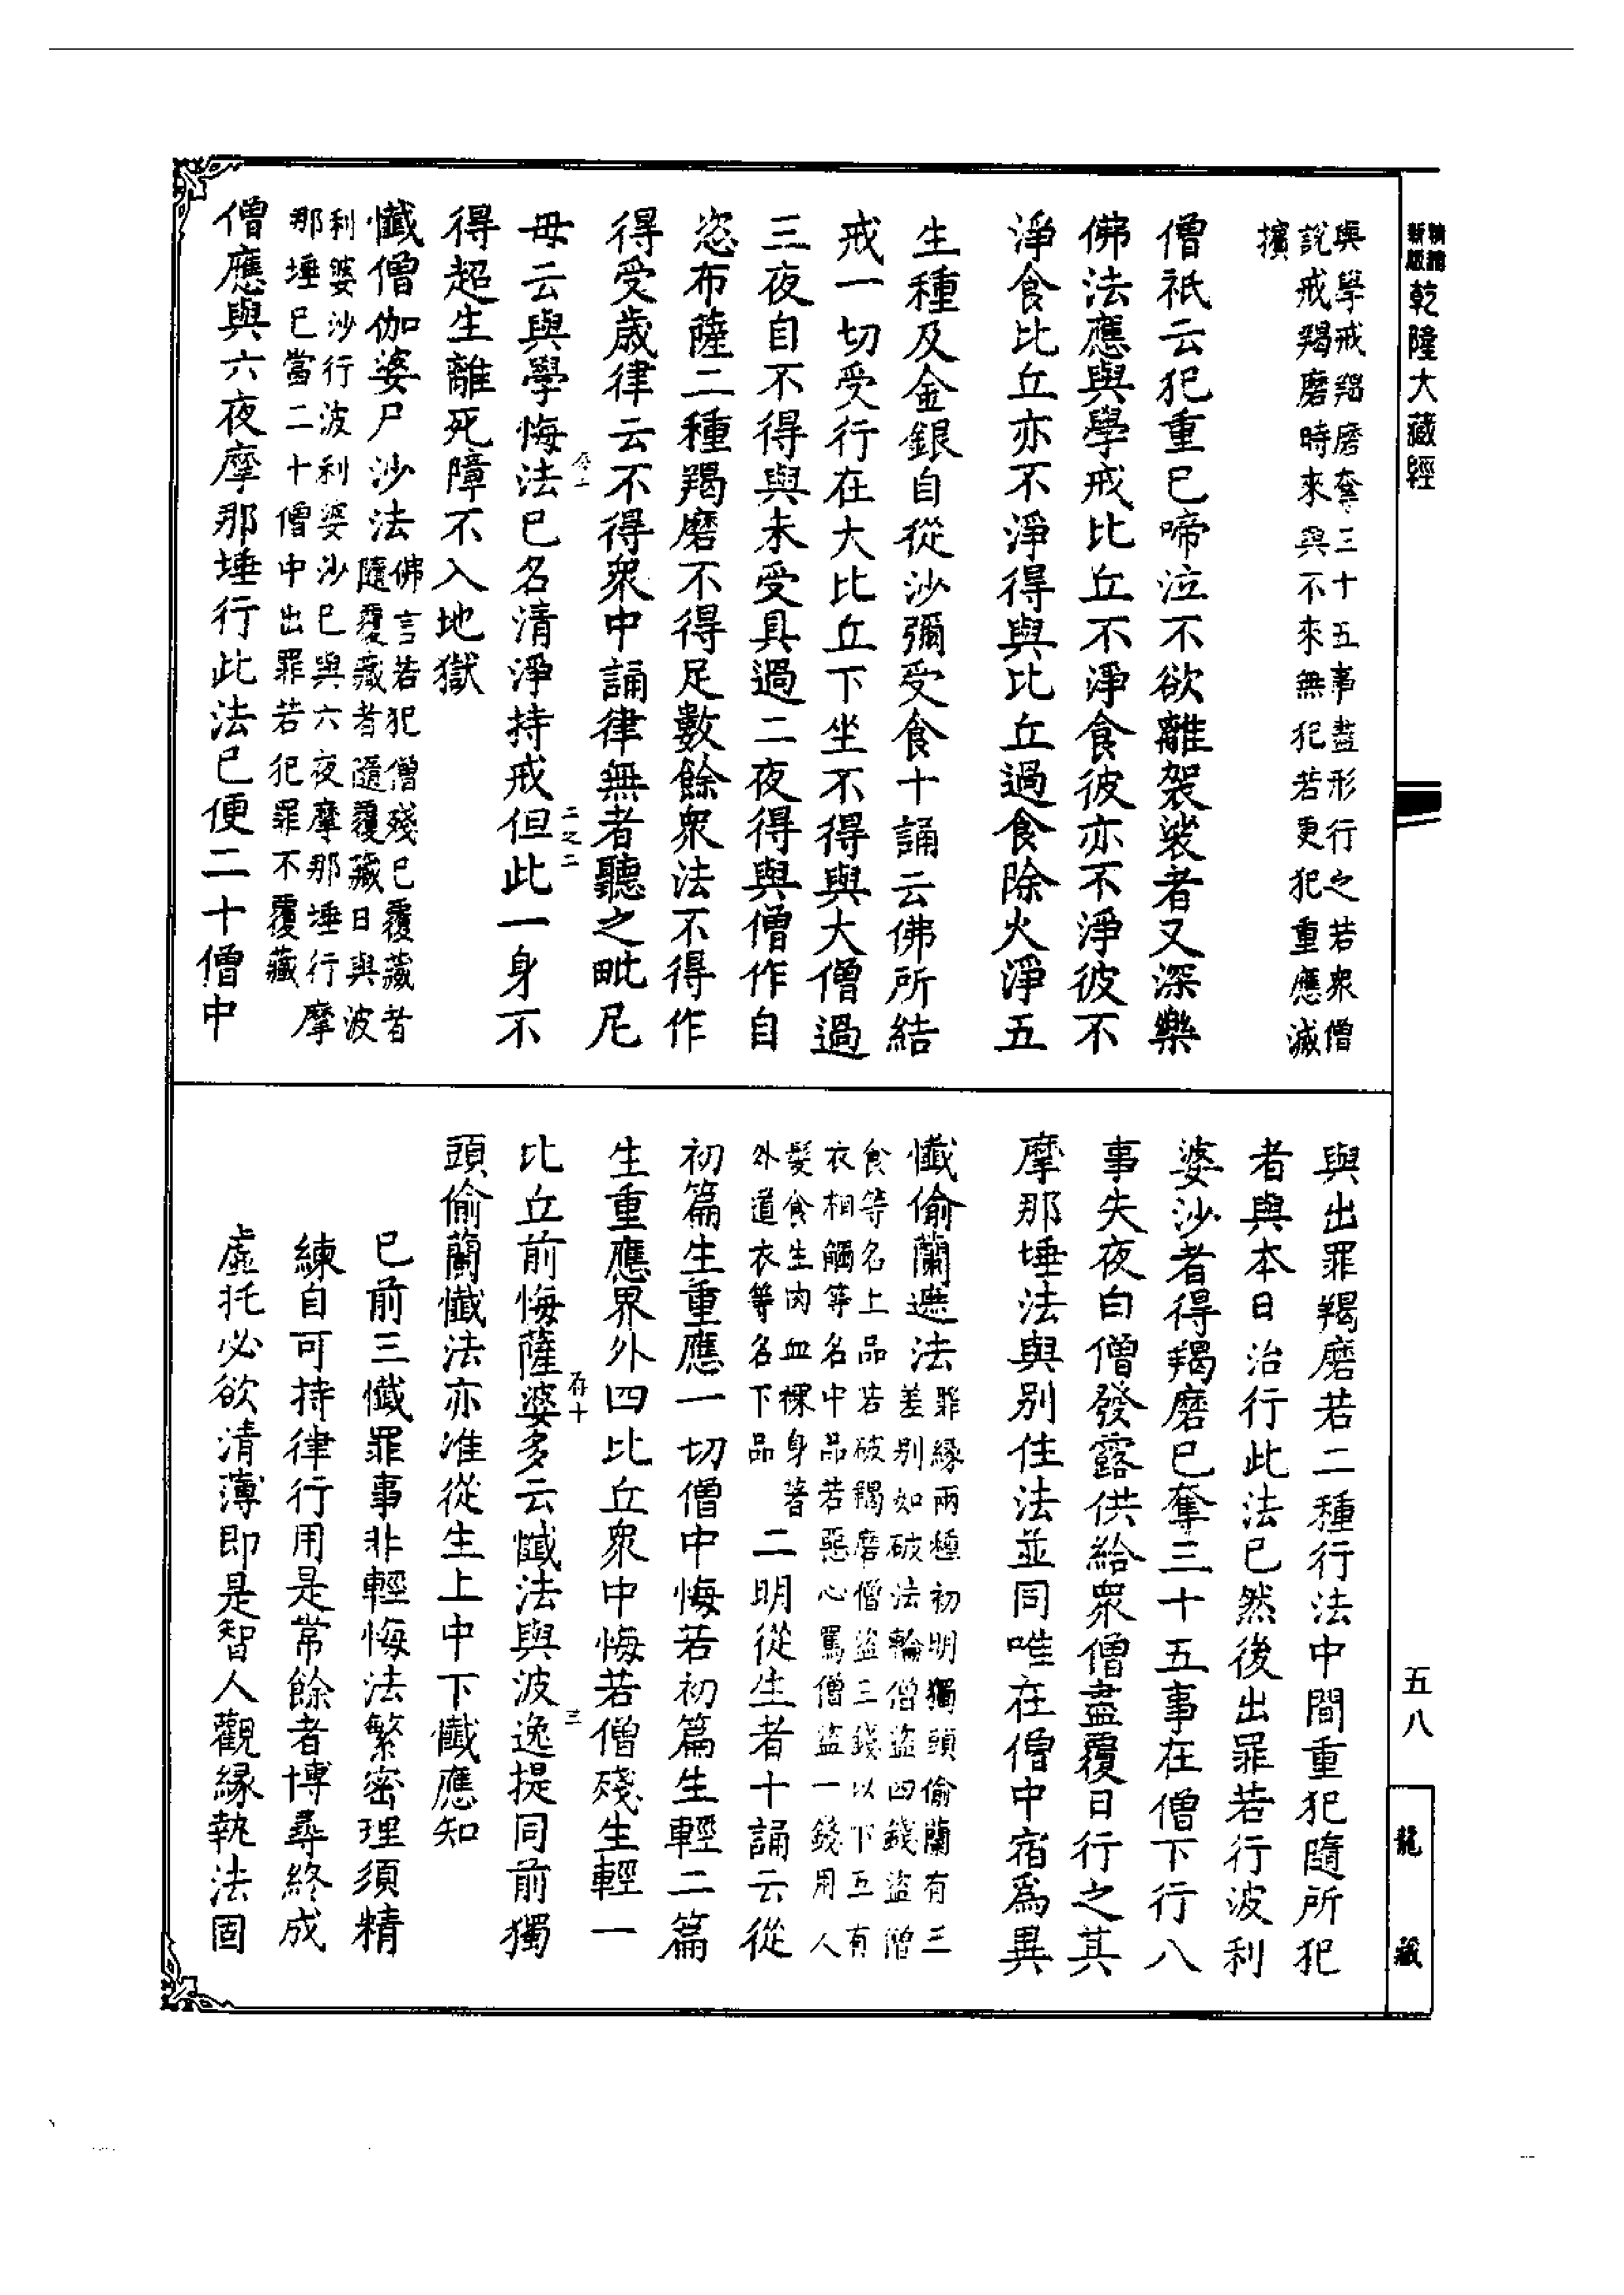 精緻
新版
乾隆大藏經
與學戒羯磨奪三十五事盡形行之若衆僧
說戒羯磨時來與不來無犯若更犯重應滅
擯
僧祇云犯重已啼泣不欲離袈裟者又深樂
佛法應與學戒比丘不淨食彼亦不淨彼不
淨食比丘亦不淨得與比丘過食除火淨五
生種及金銀自從沙彌受食十誦云佛所結
戒一切受行在大比丘下坐不得與大僧過
三夜自不得與未受具過二夜得與僧作自
恣布薩二種羯磨不得足數餘衆法不得作
得受歲律云不得衆中誦律無者聽之毗尼
母云與學悔法已名清淨持戒但此一身不
二之二
得超生離死障不入地獄
懺僧伽婆尸沙法
佛言若犯僧殘已覆藏者
隨覆藏者隨覆藏日與波
利婆沙行波利婆沙已與六夜摩那埵行摩
那埵已當二十僧中出罪若犯罪不覆藏
僧應與六夜摩那埵行此法已便二十僧中
五八
龍藏
與出罪羯磨若二種行法中間重犯隨所犯
者與本日治行此法已然後出罪若行波利
婆沙者得羯磨已奪三十五事在僧下行八
事失夜白僧發露供給衆僧盡覆日行之其
摩那埵法與別住法並同唯在僧中宿爲異
懺偷蘭遮法
罪緣兩種初明獨頭偷蘭有三
差別如破法輪僧盜四錢盜僧
食等名上品若破羯磨僧盜三錢以下互有
衣相觸等名中品若惡心罵僧盜一錢用人
髮食生肉血裸身著
外道衣等名下品
二明從生者十誦云從
初篇生重應一切僧中悔若初篇生輕二篇
生重應界外四比丘衆中悔若僧殘生輕一
比丘前悔薩婆多云懺法與波逸提同前獨
存十
三
頭偷蘭懺法亦准從生上中下懺應知
已前三懺罪事非輕悔法繁密理須精
練自可持律行用是常餘者博尋終成
虛托必欲清薄即是智人觀緣執法固